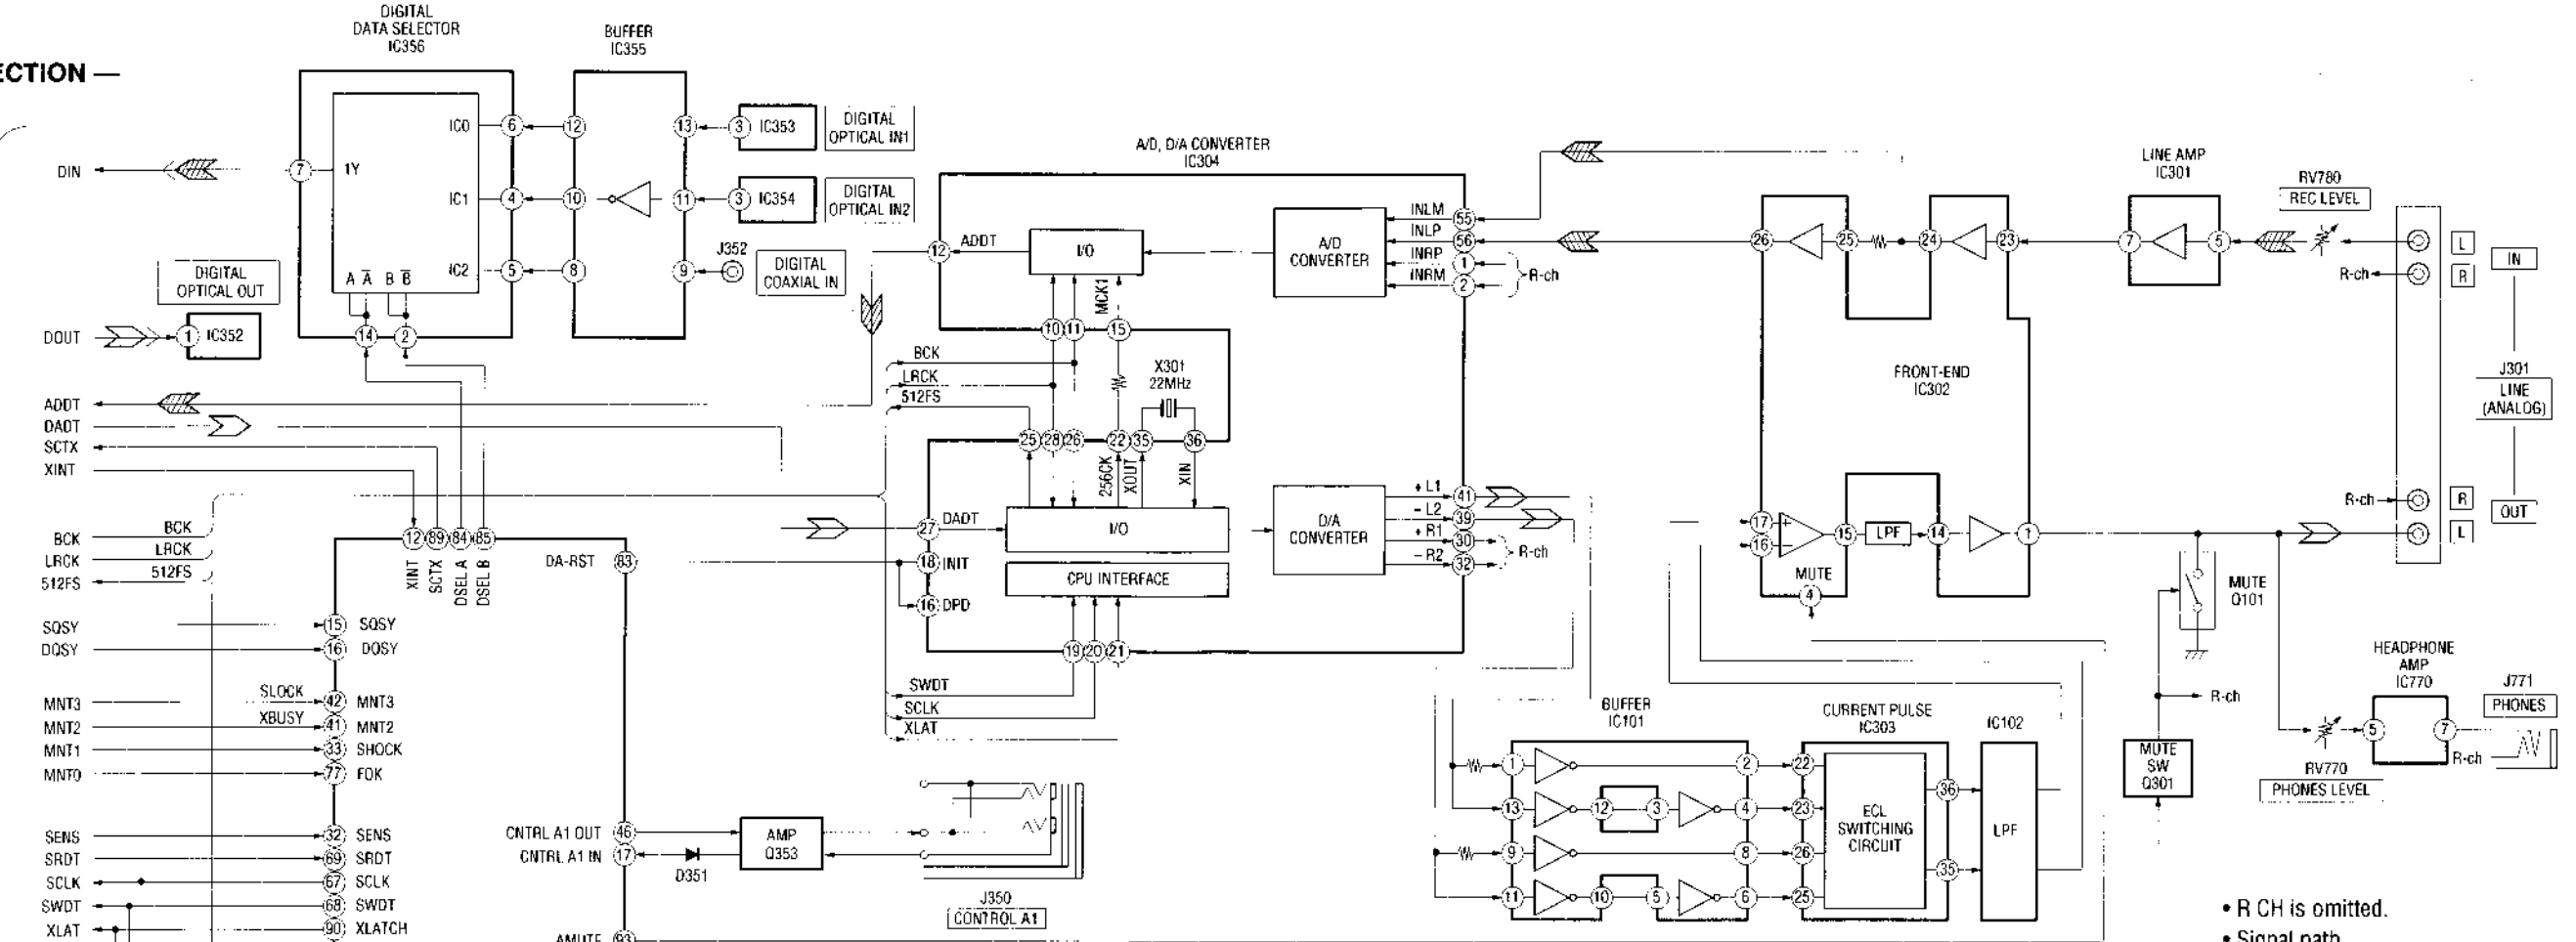 DIGITAL
DATA SELECTOR
IC356
BUFFER
IC355
ECTION —
DIN
7
1Y
IC0
6
12
13
3
IC353
DIGITAL
OPTICAL IN1
IC1
4
10
11
3
IC354
DIGITAL
OPTICAL IN2
IC2
5
8
9
J352
DIGITAL
COAXIAL IN
A A B B
14
2
DIGITAL
OPTICAL OUT
DOUT
1
IC352
ADDT
DADT
SCTX
XINT
A/D, D/A CONVERTER
IC304
12
ADDT
I/O
A/D
CONVERTER
INLM
55
INLP
56
INRP
1
INRM
2
R-ch
MCK1
10
11
15
BCK
LRCK
512FS
X301
22MHz
25
28
26
22
35
36
256CK
XOUT
XIN
27
DADT
I/O
18
INIT
16
DPD
CPU INTERFACE
D/A
CONVERTER
+ L1
41
– L2
39
+ R1
30
– R2
32
R-ch
19
20
21
SWDT
SCLK
XLAT
LINE AMP
IC301
RV780
REC LEVEL
26
25
24
23
7
5
L
R-ch
R
IN
FRONT-END
IC302
J301
LINE
(ANALOG)
17
+
16
–
15
LPF
14
1
MUTE
4
R-ch
R
L
OUT
MUTE
Q101
R-ch
MUTE
SW
Q301
HEADPHONE
AMP
IC770
5
7
J771
PHONES
R-ch
RV770
PHONES LEVEL
BUFFER
IC101
CURRENT PULSE
IC303
IC102
1
2
22
13
12
3
4
23
9
8
26
11
10
5
6
25
ECL
SWITCHING
CIRCUIT
36
35
LPF
BCK
BCK
LRCK
LRCK
512FS
512FS
12
89
84
85
XINT
SCTX
DSEL A
DSEL B
DA-RST
83
SQSY
15
SQSY
DQSY
16
DQSY
MNT3
SLOCK
42
MNT3
MNT2
XBUSY
41
MNT2
MNT1
33
SHOCK
MNT0
77
FOK
SENS
32
SENS
SRDT
69
SRDT
SCLK
67
SCLK
SWDT
68
SWDT
XLAT
90
XLATCH
CNTRL A1 OUT
46
CNTRL A1 IN
17
D351
AMP
Q353
J350
CONTROL A1
AMUTE
93
• R CH is omitted.
• Signal path